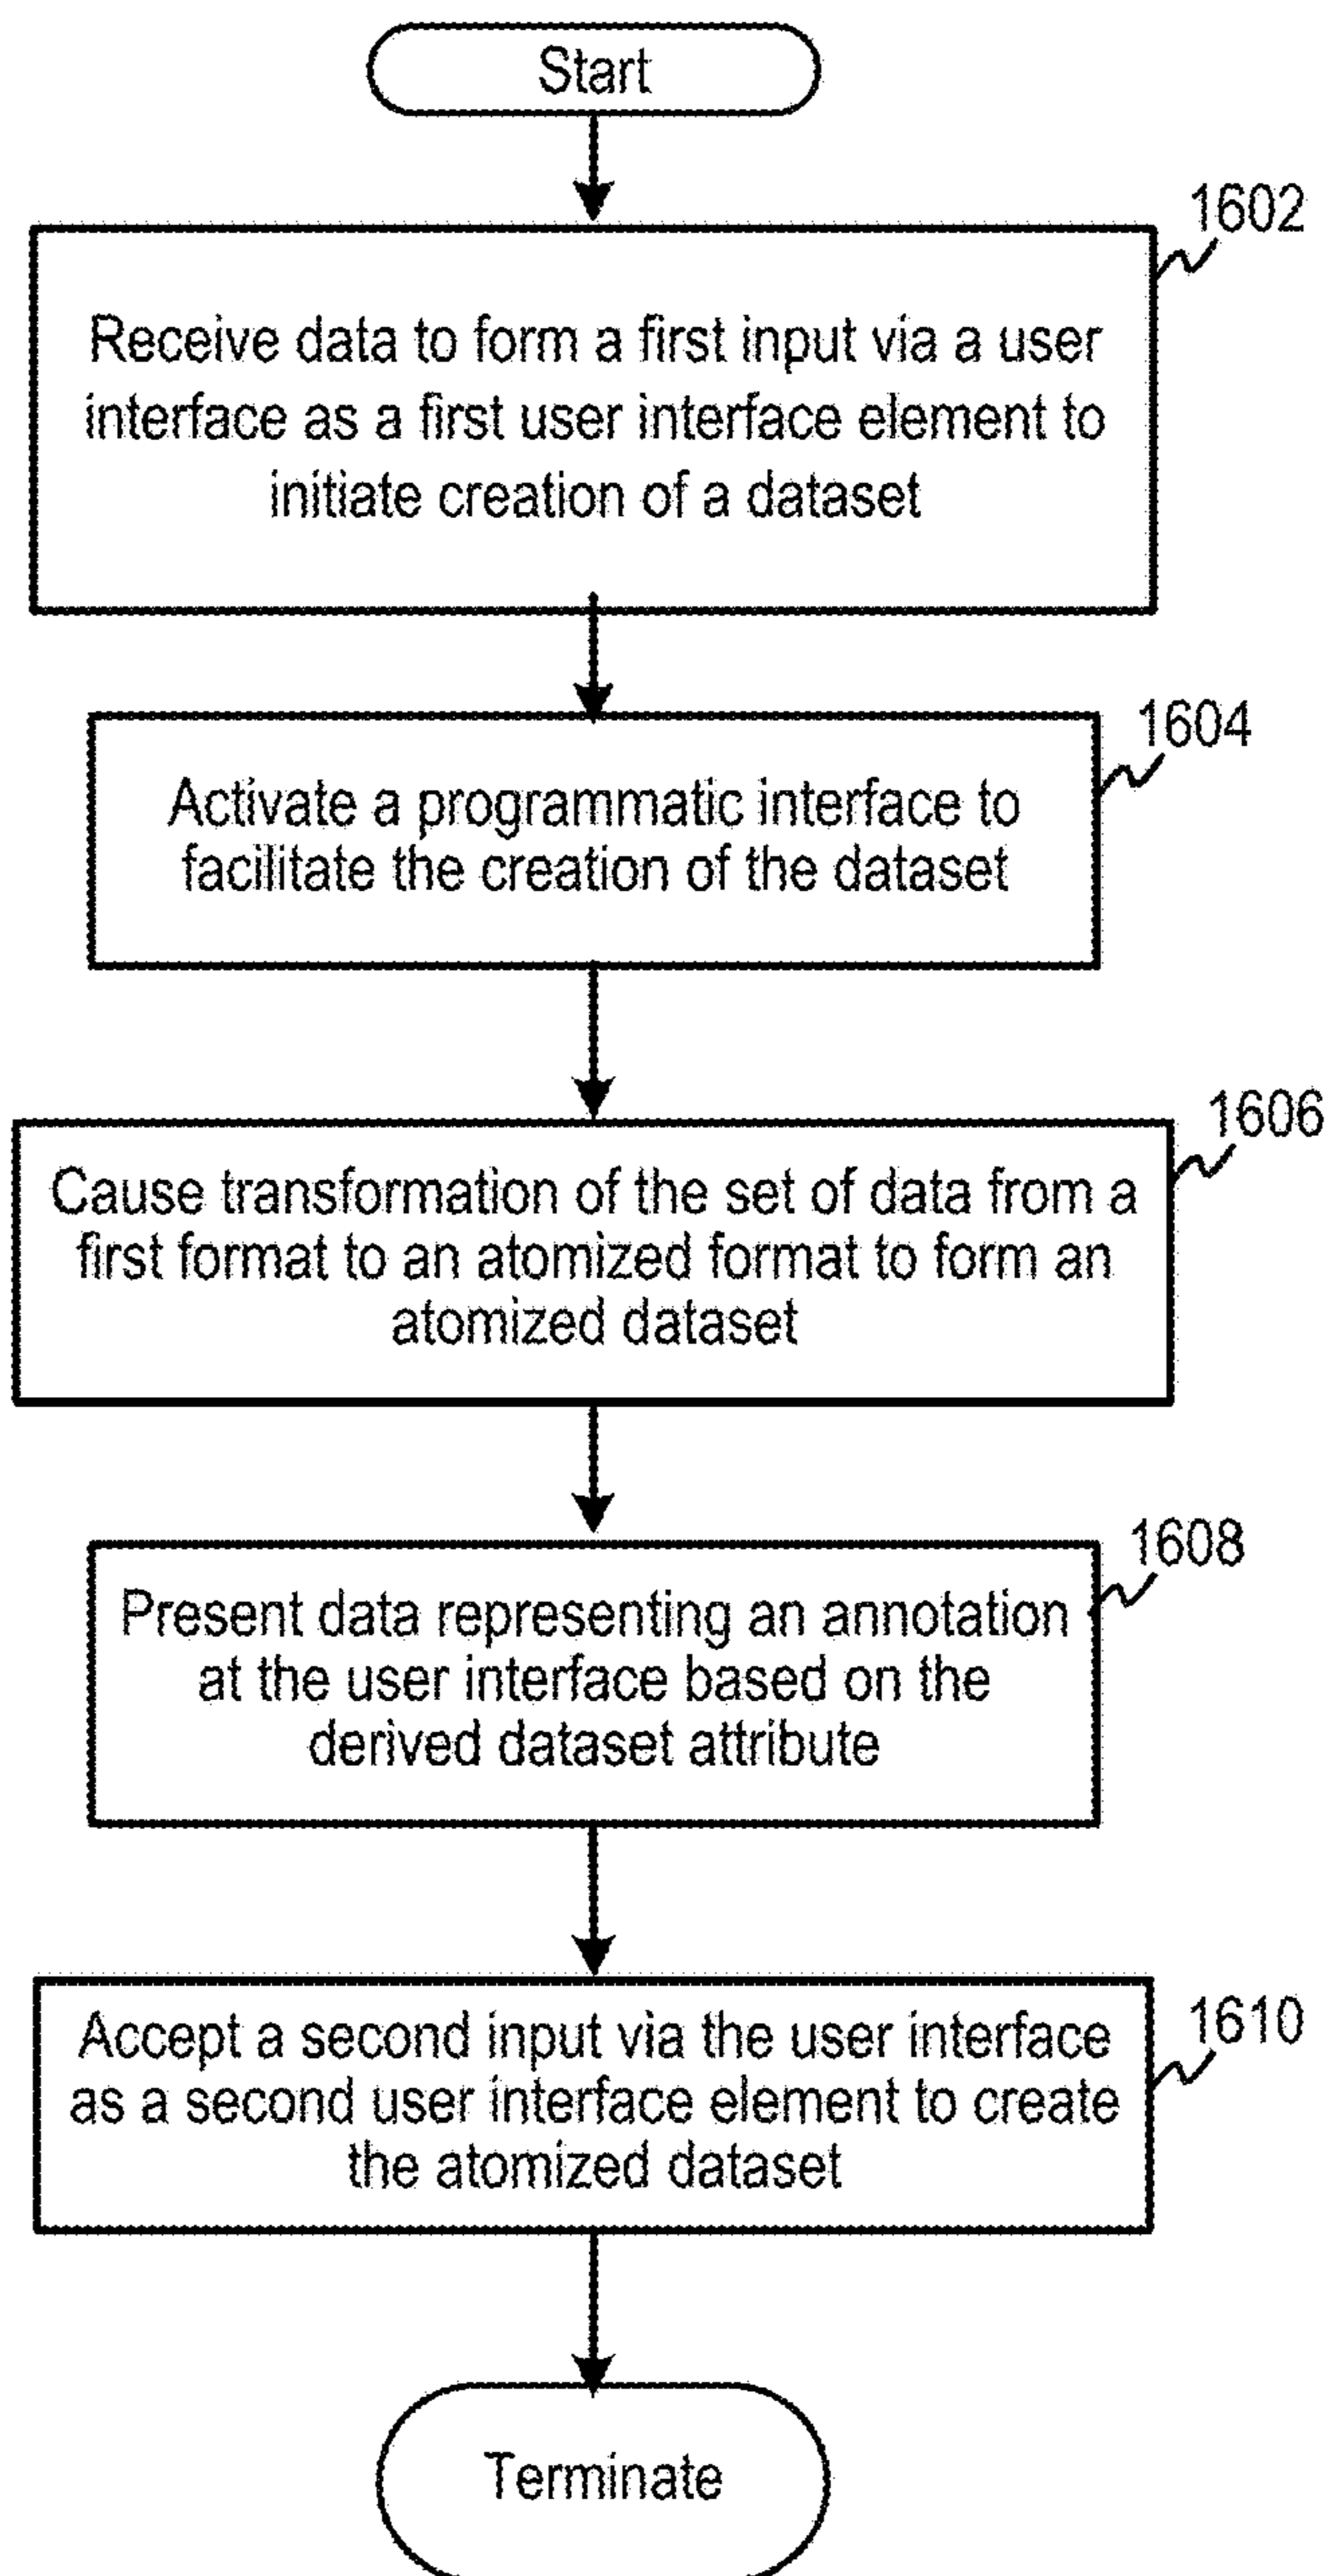 Start
1602
Receive data to form a first input via a user
interface as a first user interface element to
initiate creation of a dataset
1604
Activate a programmatic interface to
facilitate the creation of the dataset
1606
Cause transformation of the set of data from a
first format to an atomized format to form an
atomized dataset
1608
Present data representing an annotation
at the user interface based on the
derived dataset attribute
1610
Accept a second input via the user interface
as a second user interface element to create
the atomized dataset
Terminate